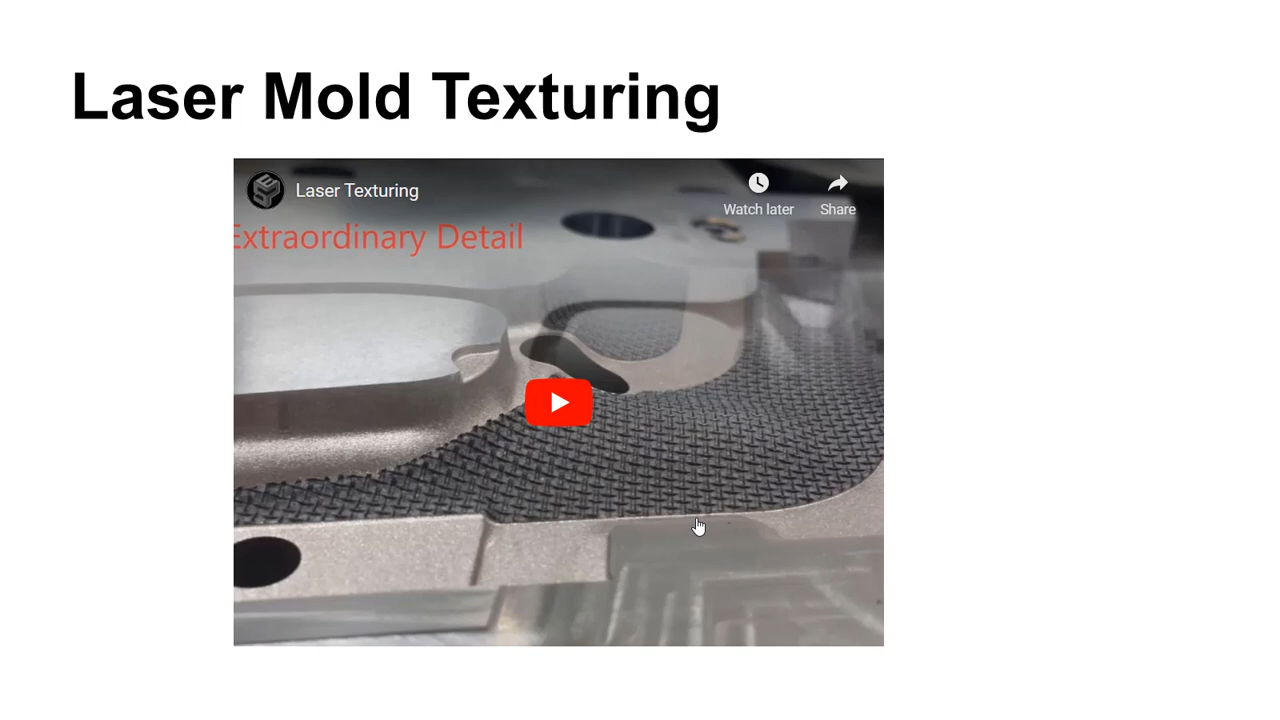 Laser Mold Texturing
Laser Texturing
Watch later
Share
Extraordinary Detail